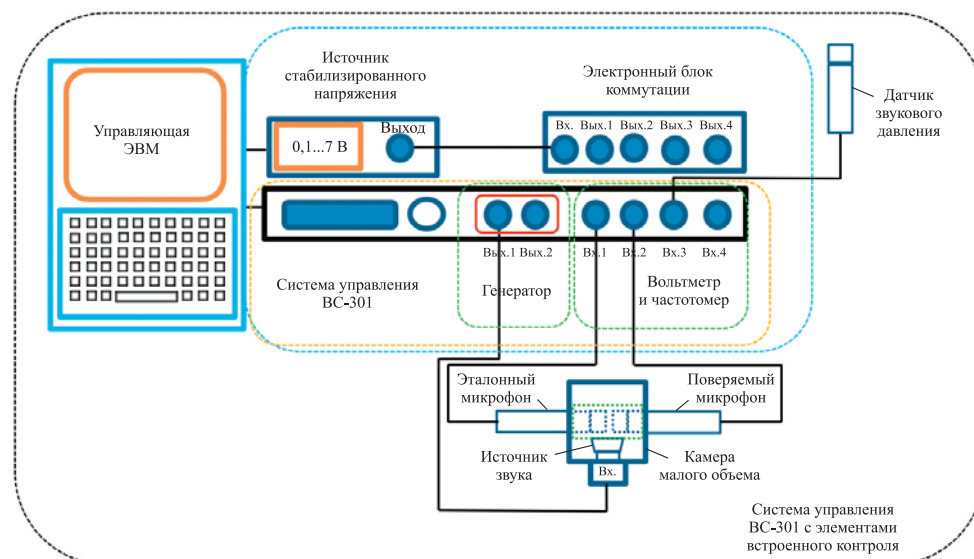 Управляющая
ЭВМ
Источник
стабилизированного
напряжения
0,1...7 В
Выход
Электронный блок
коммутации
Вх.
Вых.1
Вых.2
Вых.3
Вых.4
Датчик
звукового
давления
Вых.1
Вых.2
Вх.1
Вх.2
Вх.3
Вх.4
Система управления
ВС-301
Генератор
Вольтметр
и частотомер
Эталонный
микрофон
Поверяемый
микрофон
Источник
звука
Вх.
Камера
малого объема
Система управления
ВС-301 с элементами
встроенного контроля